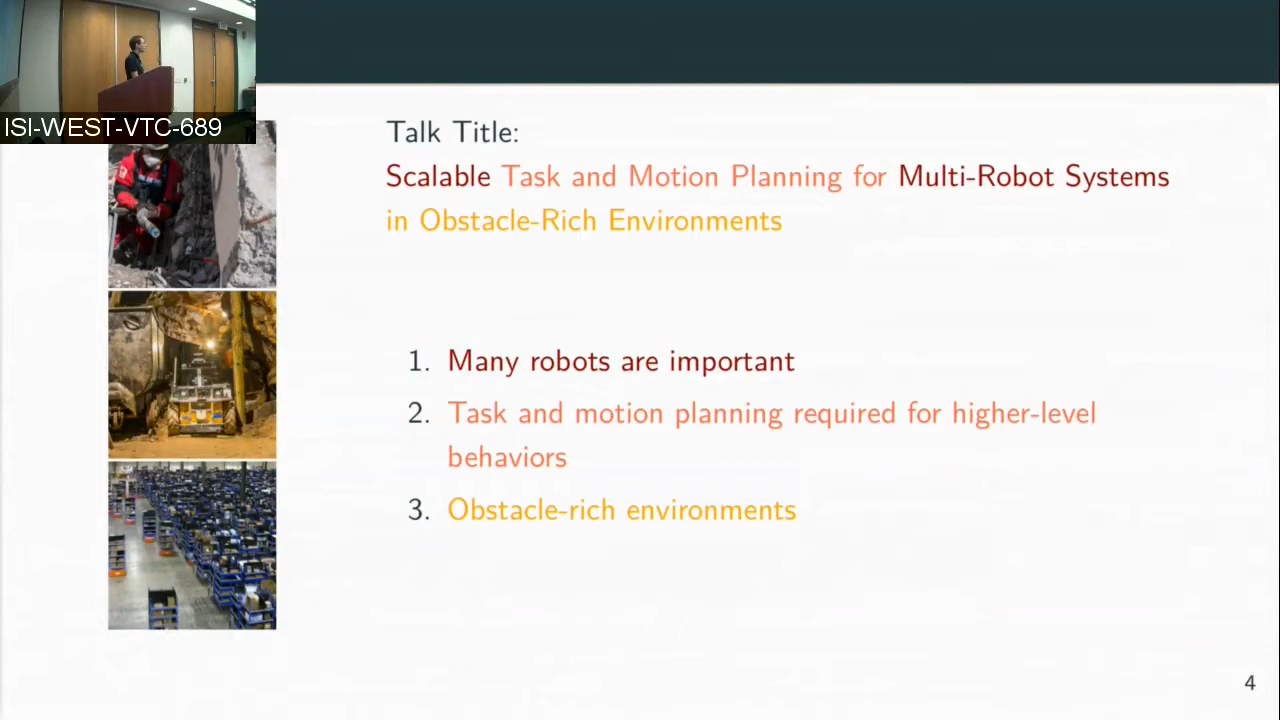 ISI-WEST-VTC-689
Talk Title:
Scalable Task and Motion Planning for Multi-Robot Systems
in Obstacle-Rich Environments
1. Many robots are important
2. Task and motion planning required for higher-level
behaviors
3. Obstacle-rich environments
4